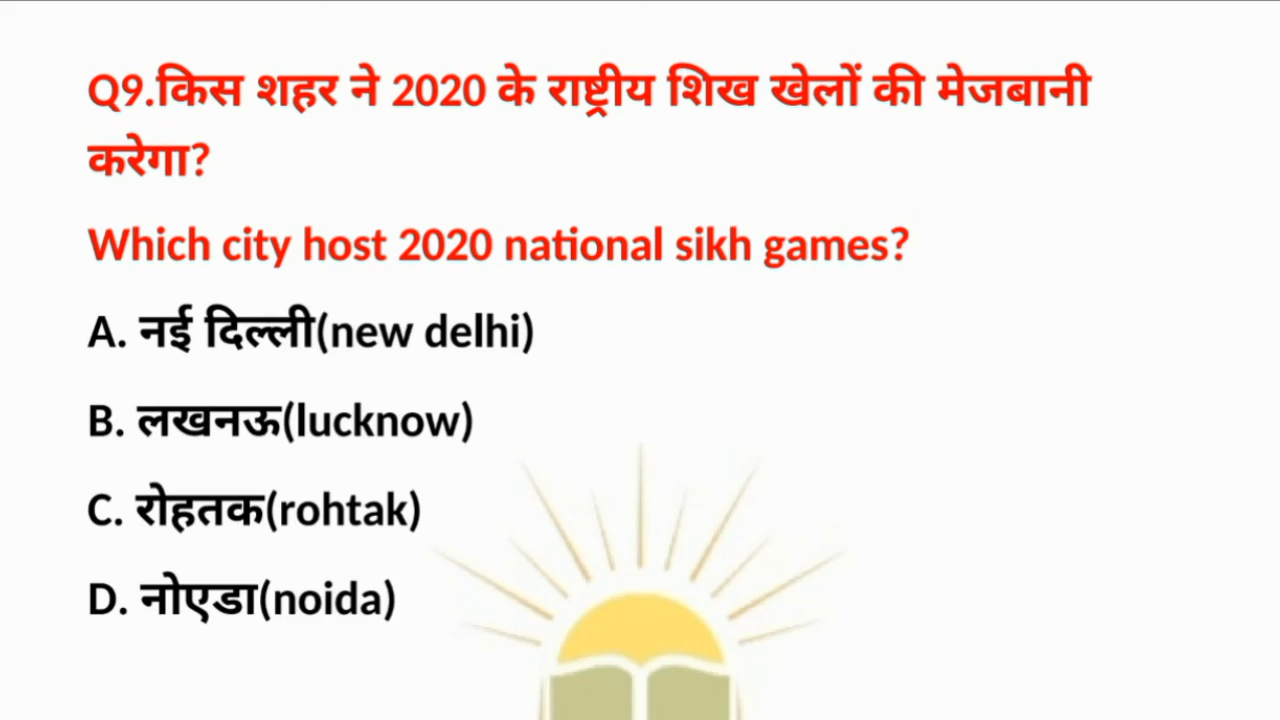 Q9.किस शहर ने 2020 के राष्ट्रीय शिख खेलों की मेजबानी
करेगा?
Which city host 2020 national sikh games?
A. नई दिल्ली(new delhi)
B. लखनऊ(lucknow)
C. रोहतक(rohtak)
D. नोएडा(noida)